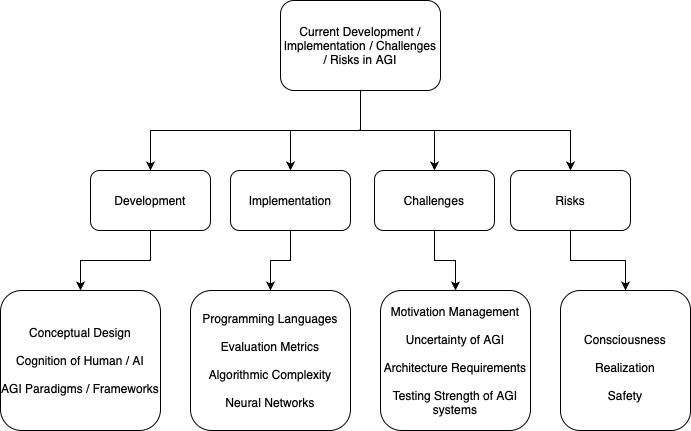 Current Development /
Implementation / Challenges
/ Risks in AGI
Development
Implementation
Challenges
Risks
Conceptual Design
Cognition of Human / AI
AGI Paradigms / Frameworks
Programming Languages
Evaluation Metrics
Algorithmic Complexity
Neural Networks
Motivation Management
Uncertainty of AGI
Architecture Requirements
Testing Strength of AGI
systems
Consciousness
Realization
Safety